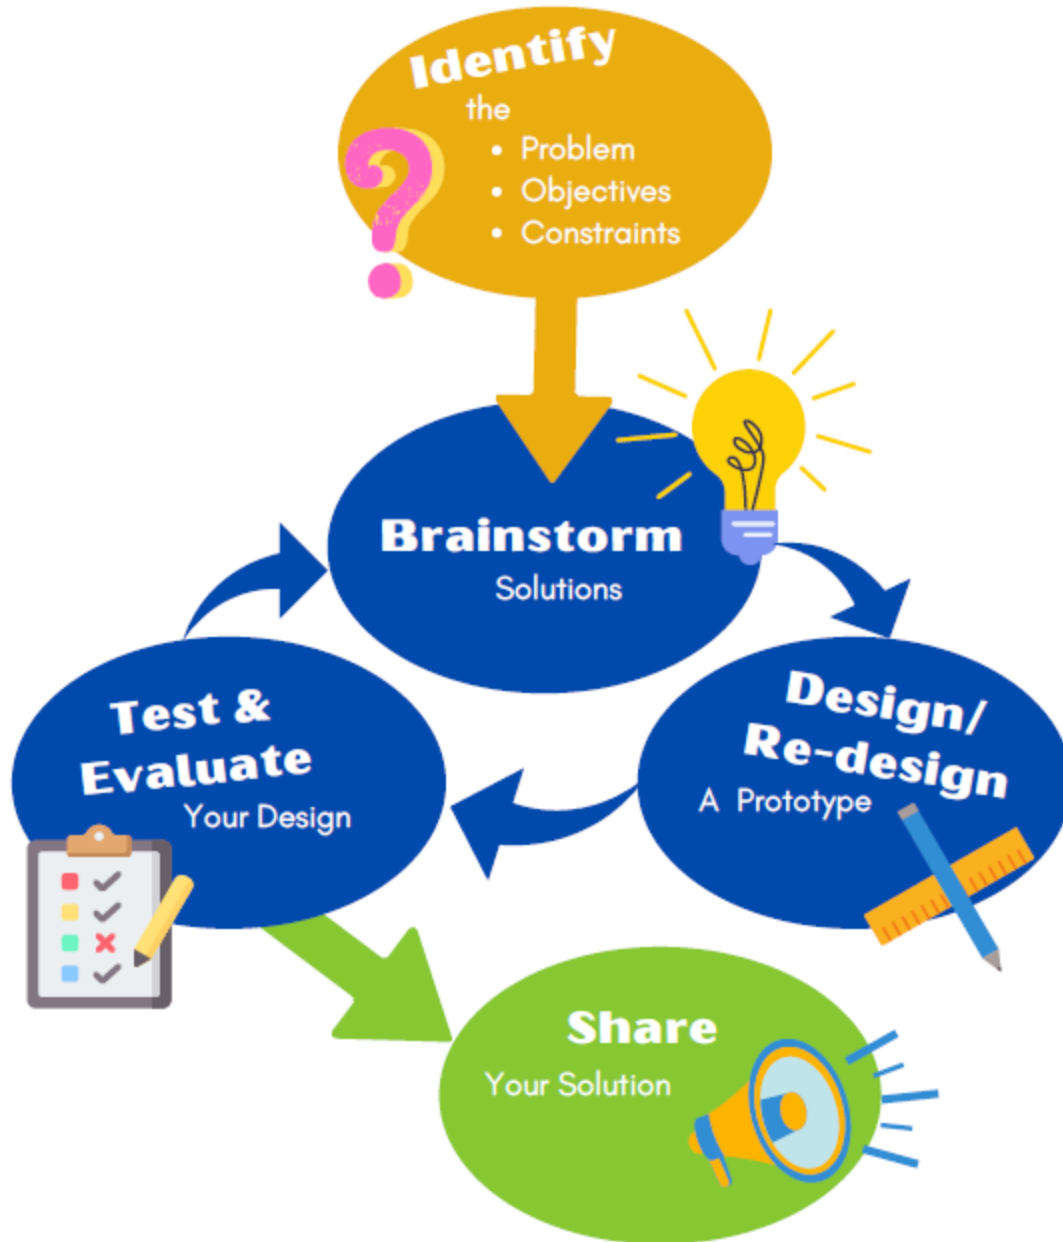 Identify
the
• Problem
• Objectives
• Constraints
Brainstorm
Solutions
Test &
Evaluate
Your Design
Design/
Re-design
A Prototype
Share
Your Solution